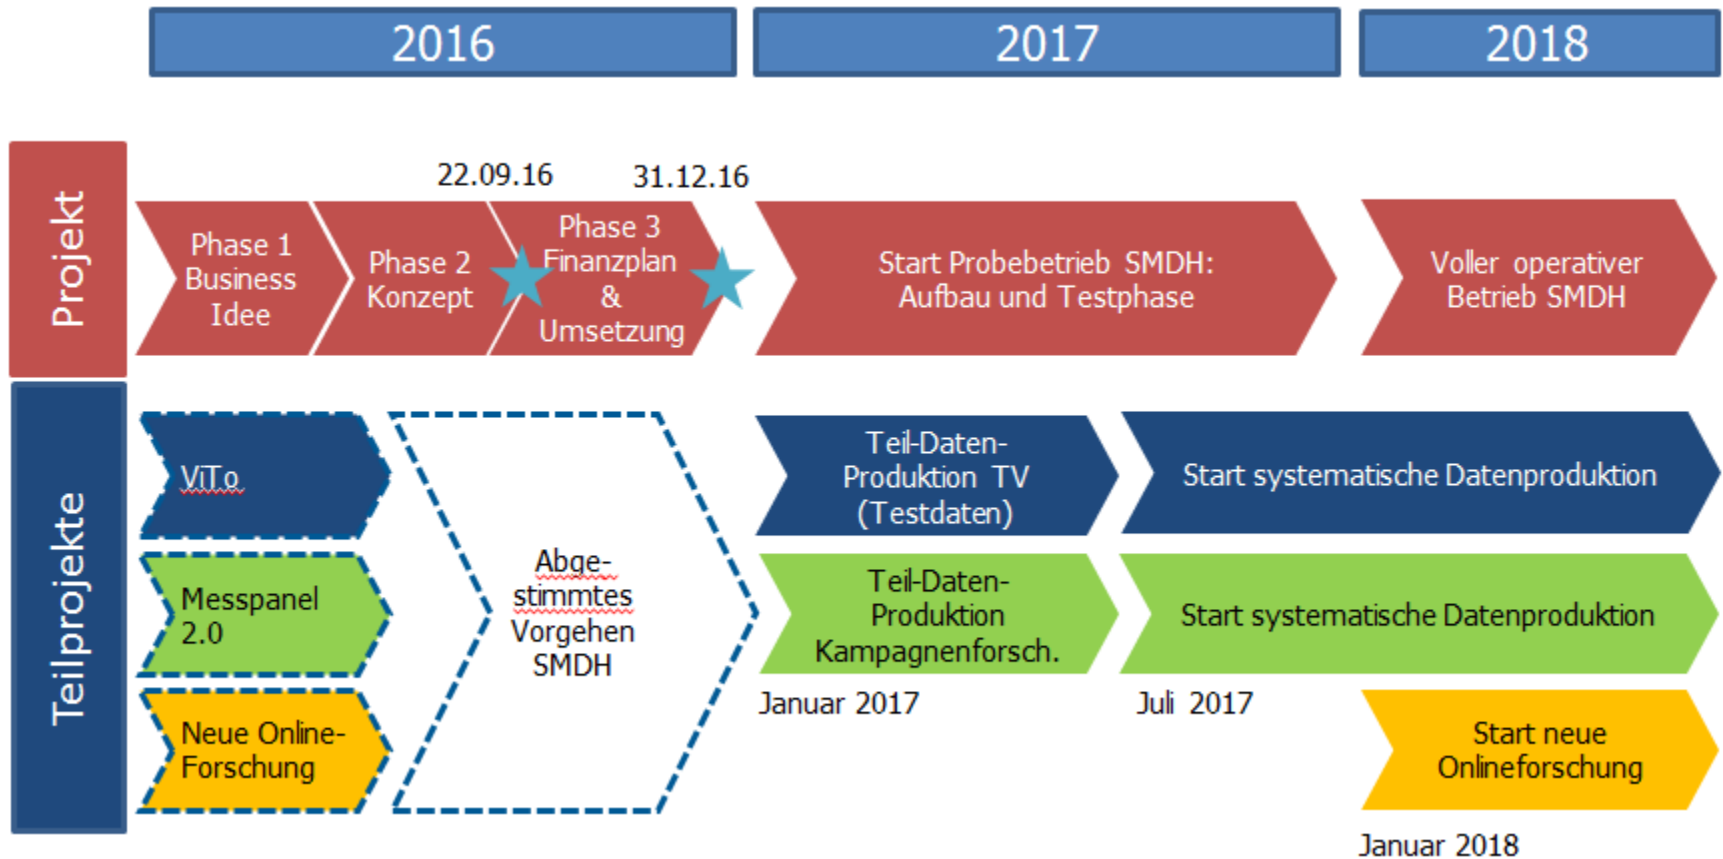 2016
2017
2018
Projekt
22.09.16
31.12.16
Phase 1
Business
Idee
Phase 2
Konzept
Phase 3
Finanzplan
&
Umsetzung
Start Probebetrieb SMDH:
Aufbau und Testphase
Voller operativer
Betrieb SMDH
Teilprojekte
ViTo
Messpanel
2.0
Neue Online-
Forschung
Abge-
stimmtes
Vorgehen
SMDH
Teil-Daten-
Produktion TV
(Testdaten)
Start systematische Datenproduktion
Teil-Daten-
Produktion
Kampagnenforsch.
Start systematische Datenproduktion
Januar 2017
Juli 2017
Start neue
Onlineforschung
Januar 2018